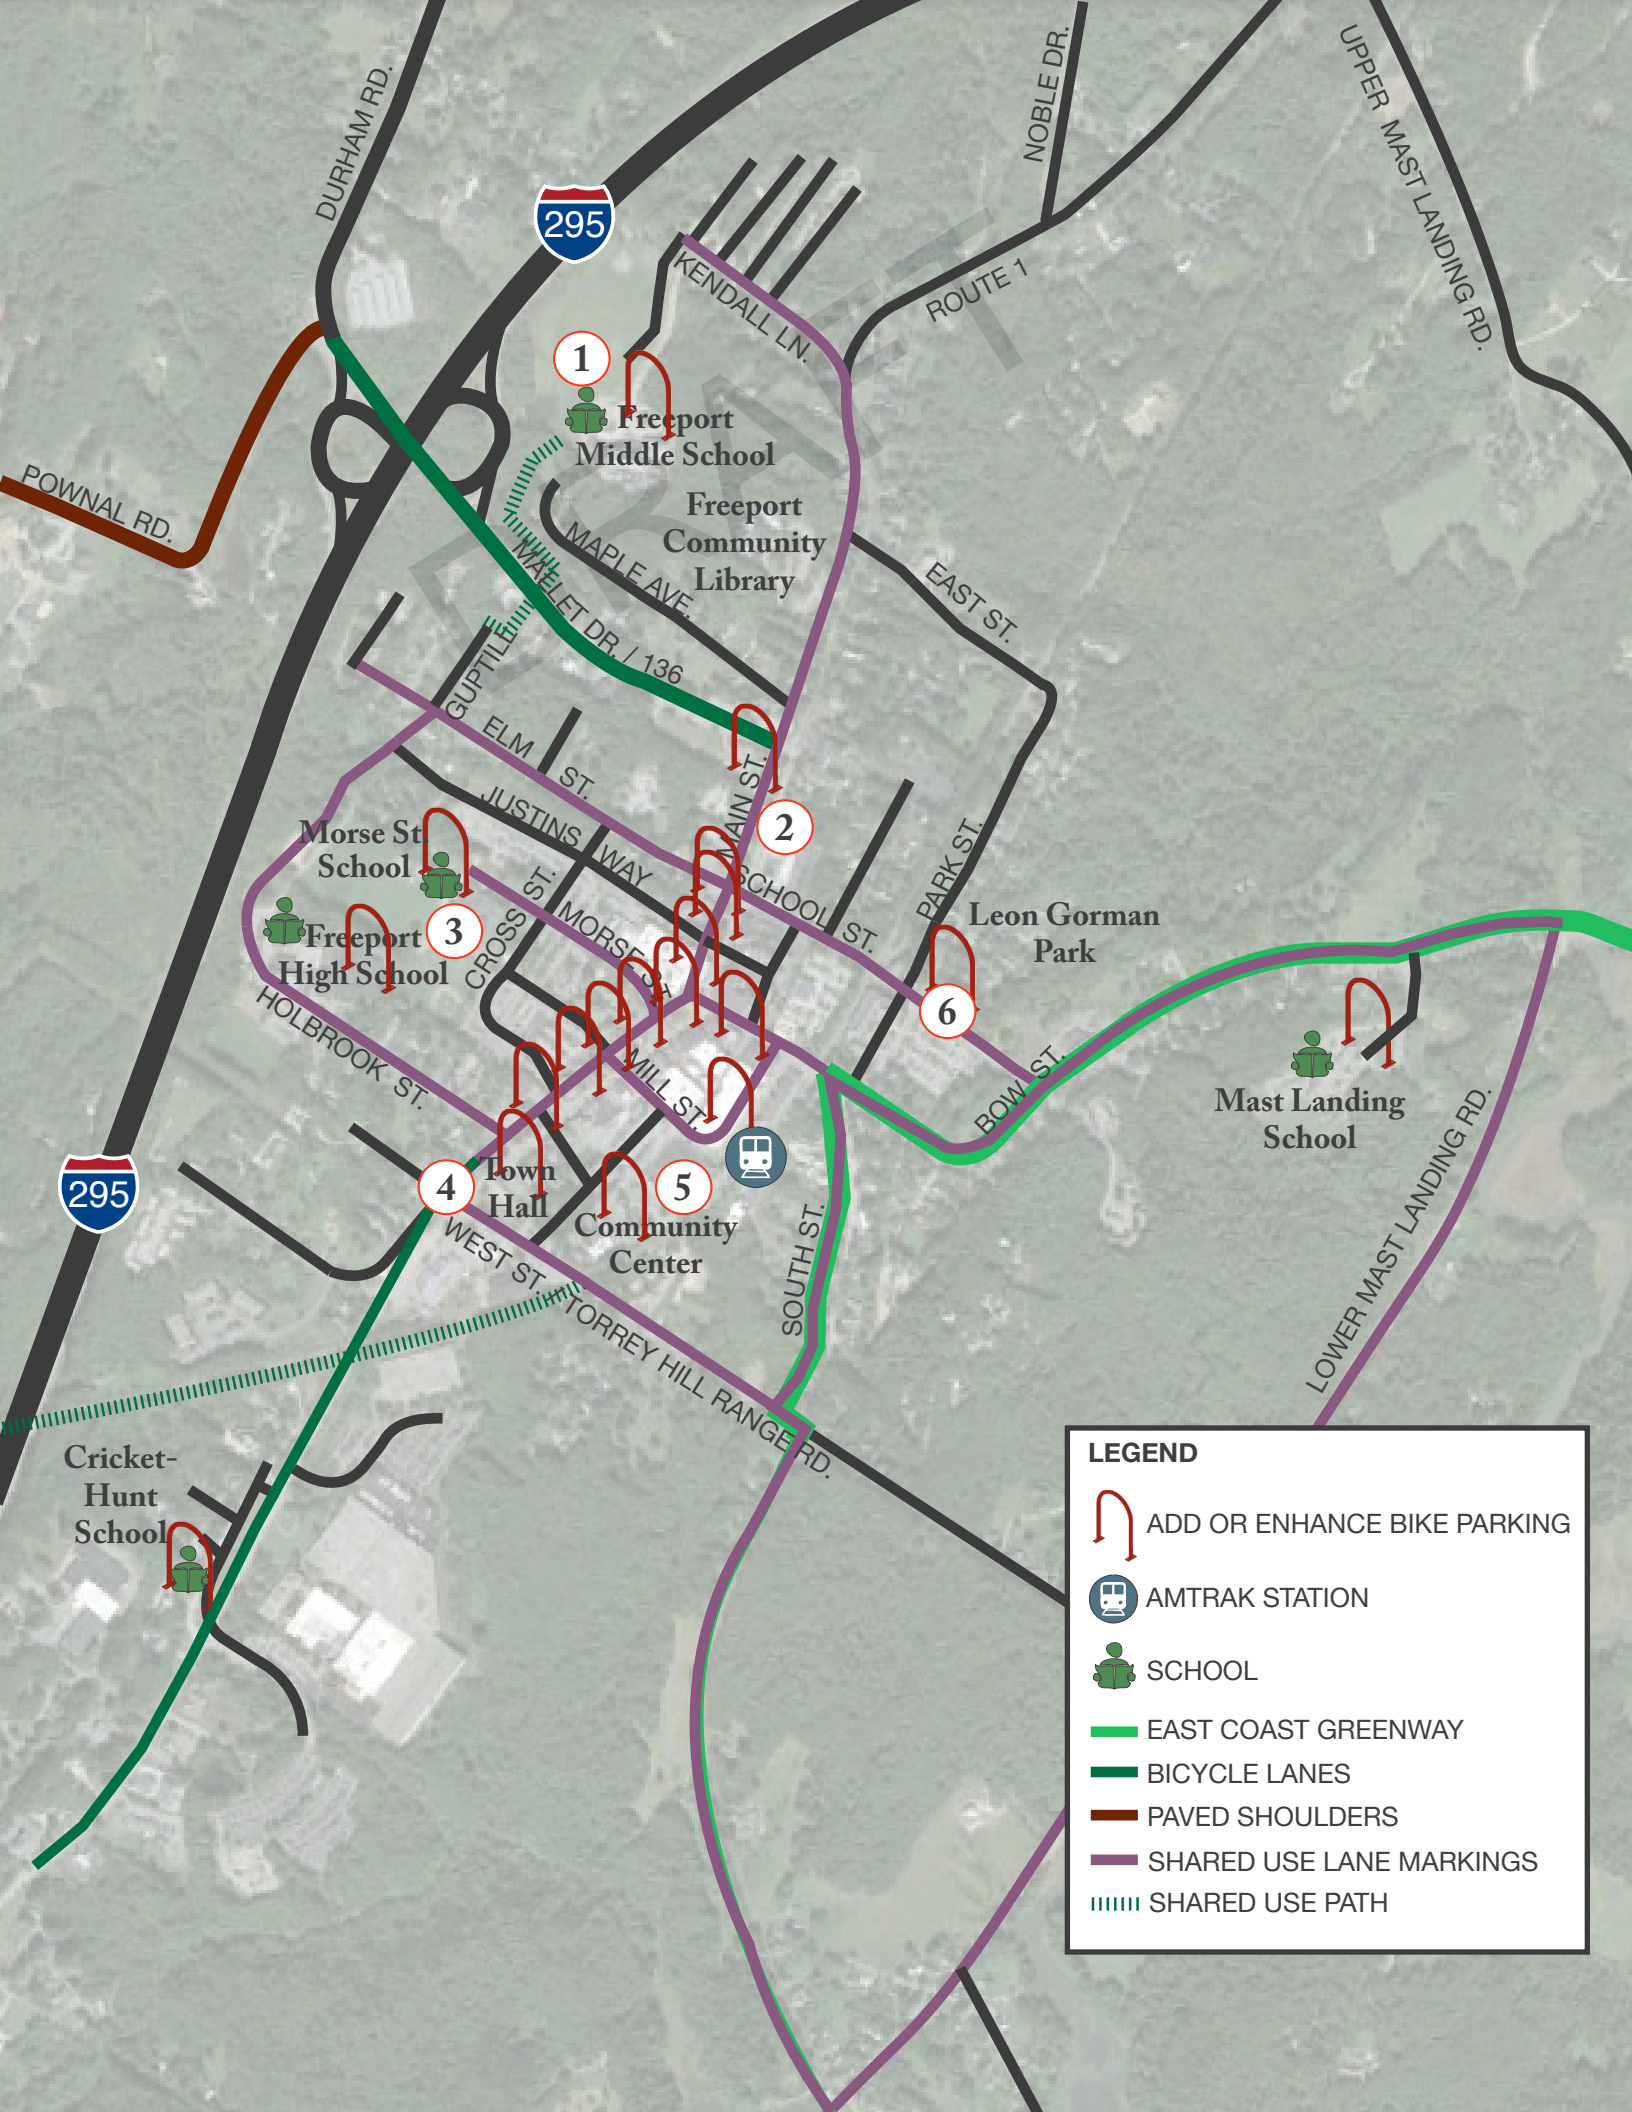 DURHAM RD.
NOBLE DR.
UPPER MAST LANDING RD.
295
KENDALL LN.
ROUTE 1
1
Freeport
Middle School
POWNAL RD.
Freeport
Community
Library
MAPLE AVE.
MALLET DR. / 136
EAST ST.
DRAFT
GUPTILL
ELM ST.
JUSTINS WAY
MAIN ST.
2
Morse St.
School
SCHOOL ST.
PARK ST.
CROSS ST.
MORSE ST.
3
Freeport
High School
Leon Gorman
Park
6
HOLBROOK ST.
MILL ST.
BOW ST.
Mast Landing
School
LOWER MAST LANDING RD.
295
4
Town
Hall
5
Community
Center
SOUTH ST.
WEST ST.
TORREY HILL RANGE RD.
Cricket-
Hunt
School
LEGEND
ADD OR ENHANCE BIKE PARKING
AMTRAK STATION
SCHOOL
EAST COAST GREENWAY
BICYCLE LANES
PAVED SHOULDERS
SHARED USE LANE MARKINGS
SHARED USE PATH